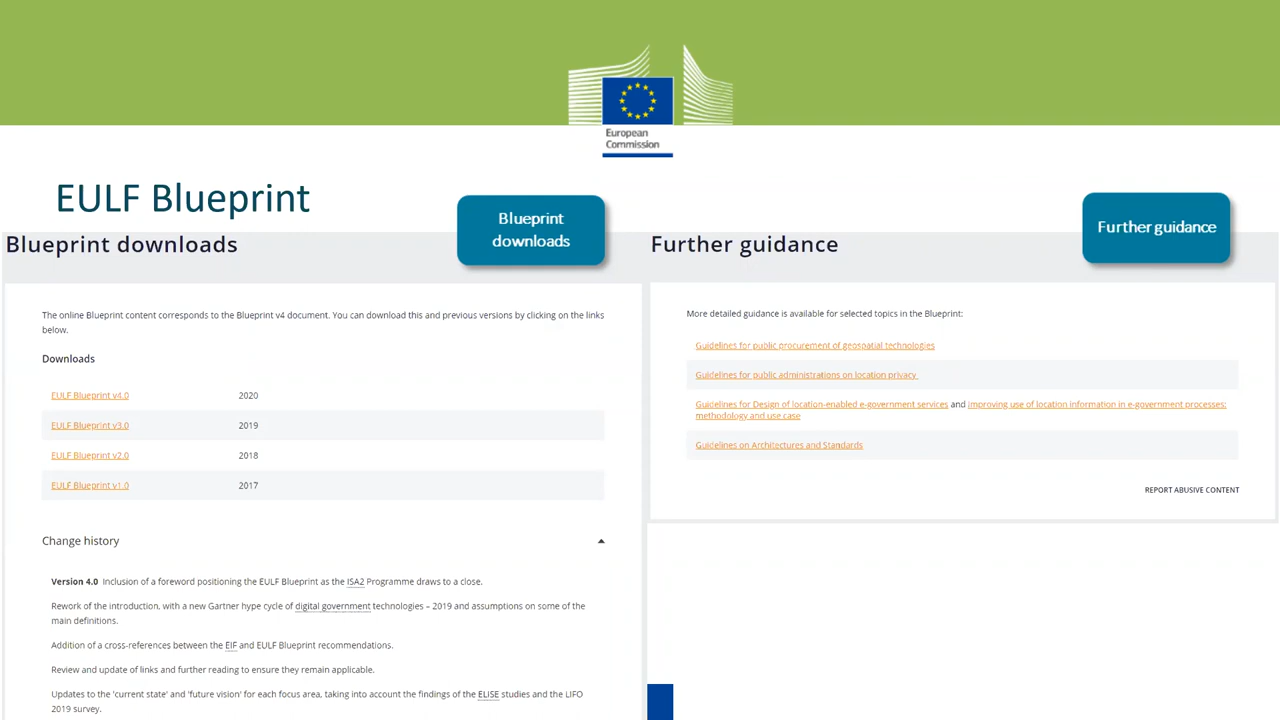 European
Commission
EULF Blueprint
Blueprint
downloads
Blueprint downloads
The online Blueprint content corresponds to the Blueprint v4 document. You can download this and previous versions by clicking on the links
below.
Downloads
EULF Blueprint v4.0 2020
EULF Blueprint v3.0 2019
EULF Blueprint v2.0 2018
EULF Blueprint v1.0 2017
Change history
Version 4.0 Inclusion of a foreword positioning the EULF Blueprint as the ISA2 Programme draws to a close.
Rework of the introduction, with a new Gartner hype cycle of digital government technologies – 2019 and assumptions on some of the
main definitions.
Addition of a cross-references between the EIF and EULF Blueprint recommendations.
Review and update of links and further reading to ensure they remain applicable.
Updates to the 'current state' and 'future vision' for each focus area, taking into account the findings of the ELISE studies and the LIFO
2019 survey.
Further guidance
Further guidance
More detailed guidance is available for selected topics in the Blueprint:
Guidelines for public procurement of geospatial technologies
Guidelines for public administrations on location privacy
Guidelines for Design of location-enabled e-government services and improving use of location information in e-government processes:
methodology and use case
Guidelines on Architectures and Standards
REPORT ABUSIVE CONTENT